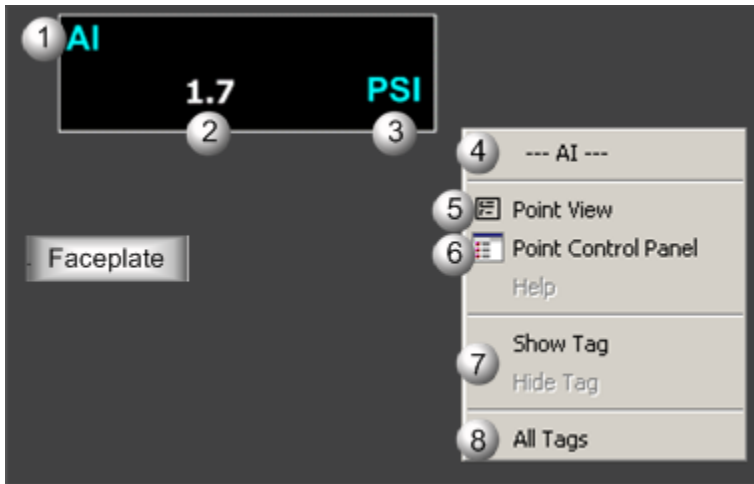 1 AI
1.7 PSI
2 3
4 --- AI ---
5 Point View
6 Point Control Panel
Faceplate
Help
Show Tag
7
Hide Tag
8 All Tags